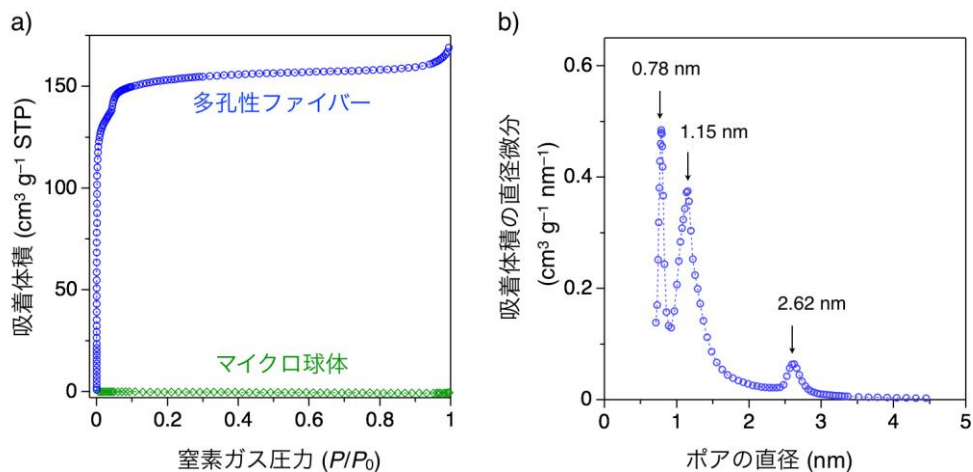 a)
吸着体積 (cm³ g⁻¹ STP)
150
100
50
0
多孔性ファイバー
マイクロ球体
0
0.2
0.4
0.6
0.8
1
窒素ガス圧力 (P/P₀)
b)
吸着体積の直径微分
(cm³ g⁻¹ nm⁻¹)
0.6
0.4
0.2
0
0.78 nm
1.15 nm
2.62 nm
0
1
2
3
4
5
ポアの直径 (nm)